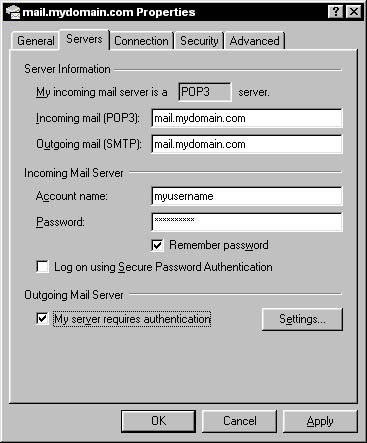 mail.mydomain.com Properties
General Servers Connection Security Advanced
Server Information
My incoming mail server is a POP3 server.
Incoming mail (POP3): mail.mydomain.com
Outgoing mail (SMTP): mail.mydomain.com
Incoming Mail Server
Account name: myusername
Password: **********
Remember password
Log on using Secure Password Authentication
Outgoing Mail Server
My server requires authentication Settings...
OK Cancel Apply